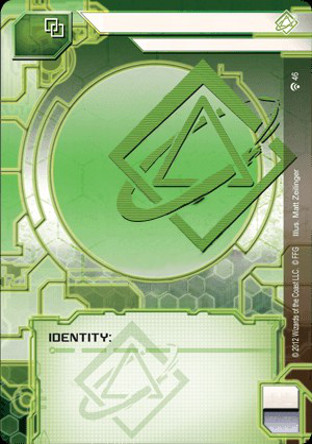 46
Illus. Matt Zeilinger
© 2012 Wizards of the Coast LLC. © FFG
IDENTITY: